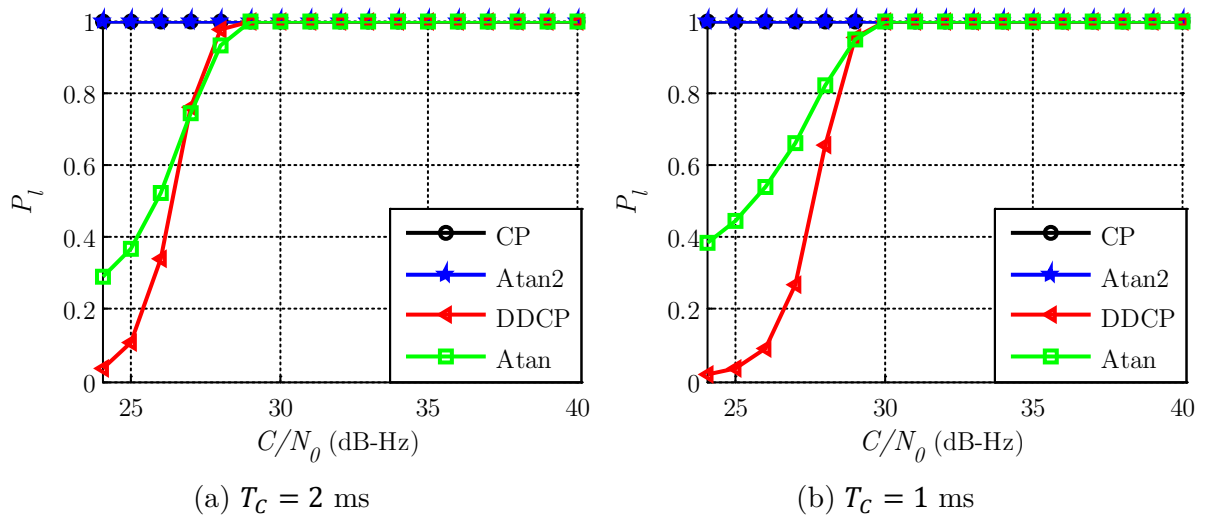 1
0.8
0.6
0.4
0.2
0
P_l
25 30 35 40
C/N_0 (dB-Hz)
CP
Atan2
DDCP
Atan
(a) T_C = 2 ms
1
0.8
0.6
0.4
0.2
0
P_l
25 30 35 40
C/N_0 (dB-Hz)
CP
Atan2
DDCP
Atan
(b) T_C = 1 ms